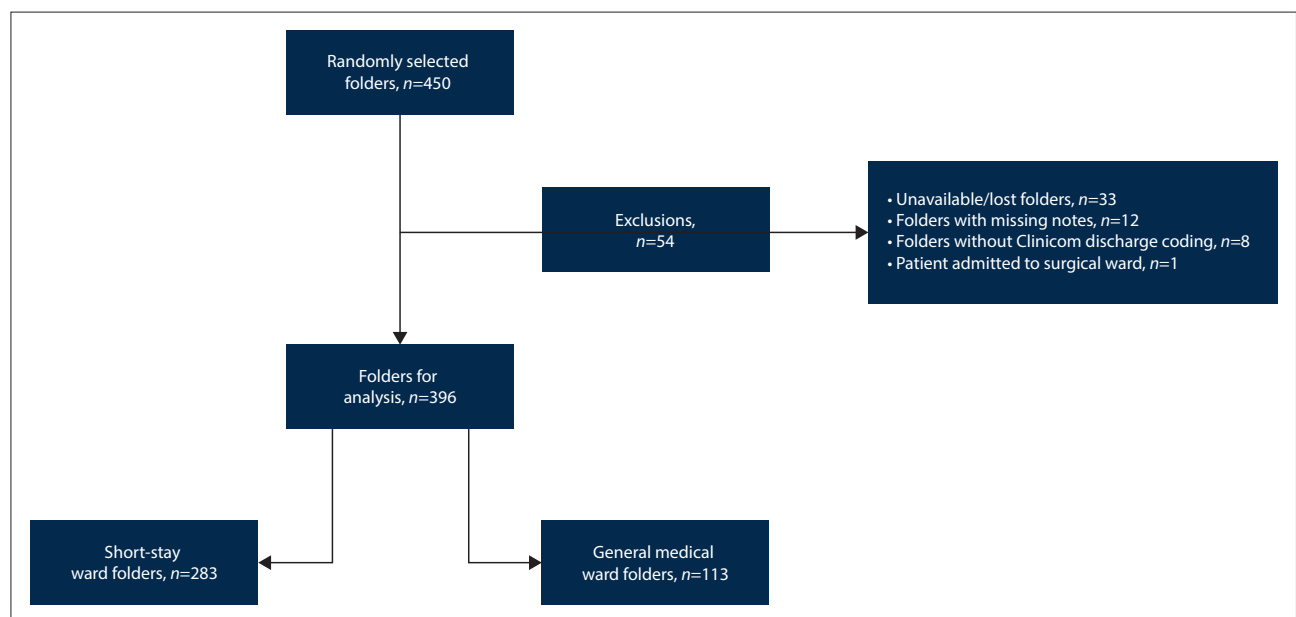 Randomly selected
folders, n=450
Exclusions,
n=54
• Unavailable/lost folders, n=33
• Folders with missing notes, n=12
• Folders without Clinicom discharge coding, n=8
• Patient admitted to surgical ward, n=1
Folders for
analysis, n=396
Short-stay
ward folders, n=283
General medical
ward folders, n=113